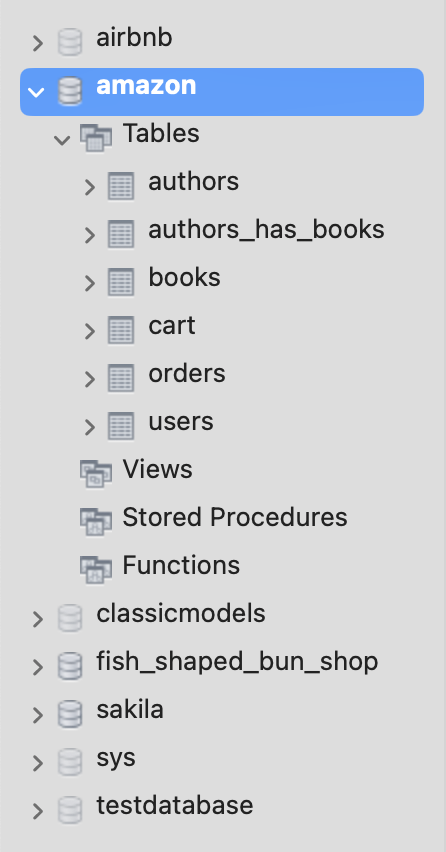 airbnb
amazon
Tables
authors
authors_has_books
books
cart
orders
users
Views
Stored Procedures
Functions
classicmodels
fish_shaped_bun_shop
sakila
sys
testdatabase